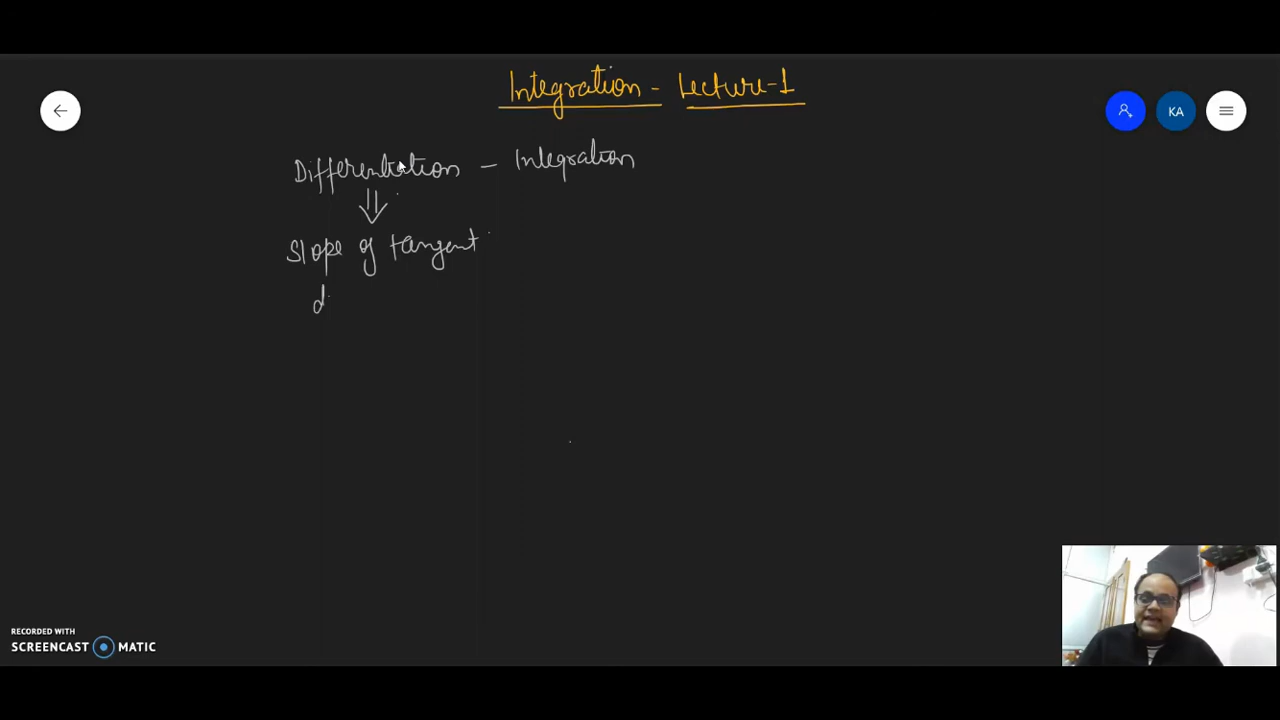 Integration - Lecture-1
KA
Differentiation - Integration
⇓
Slope of tangent
d
RECORDED WITH
SCREENCAST MATIC